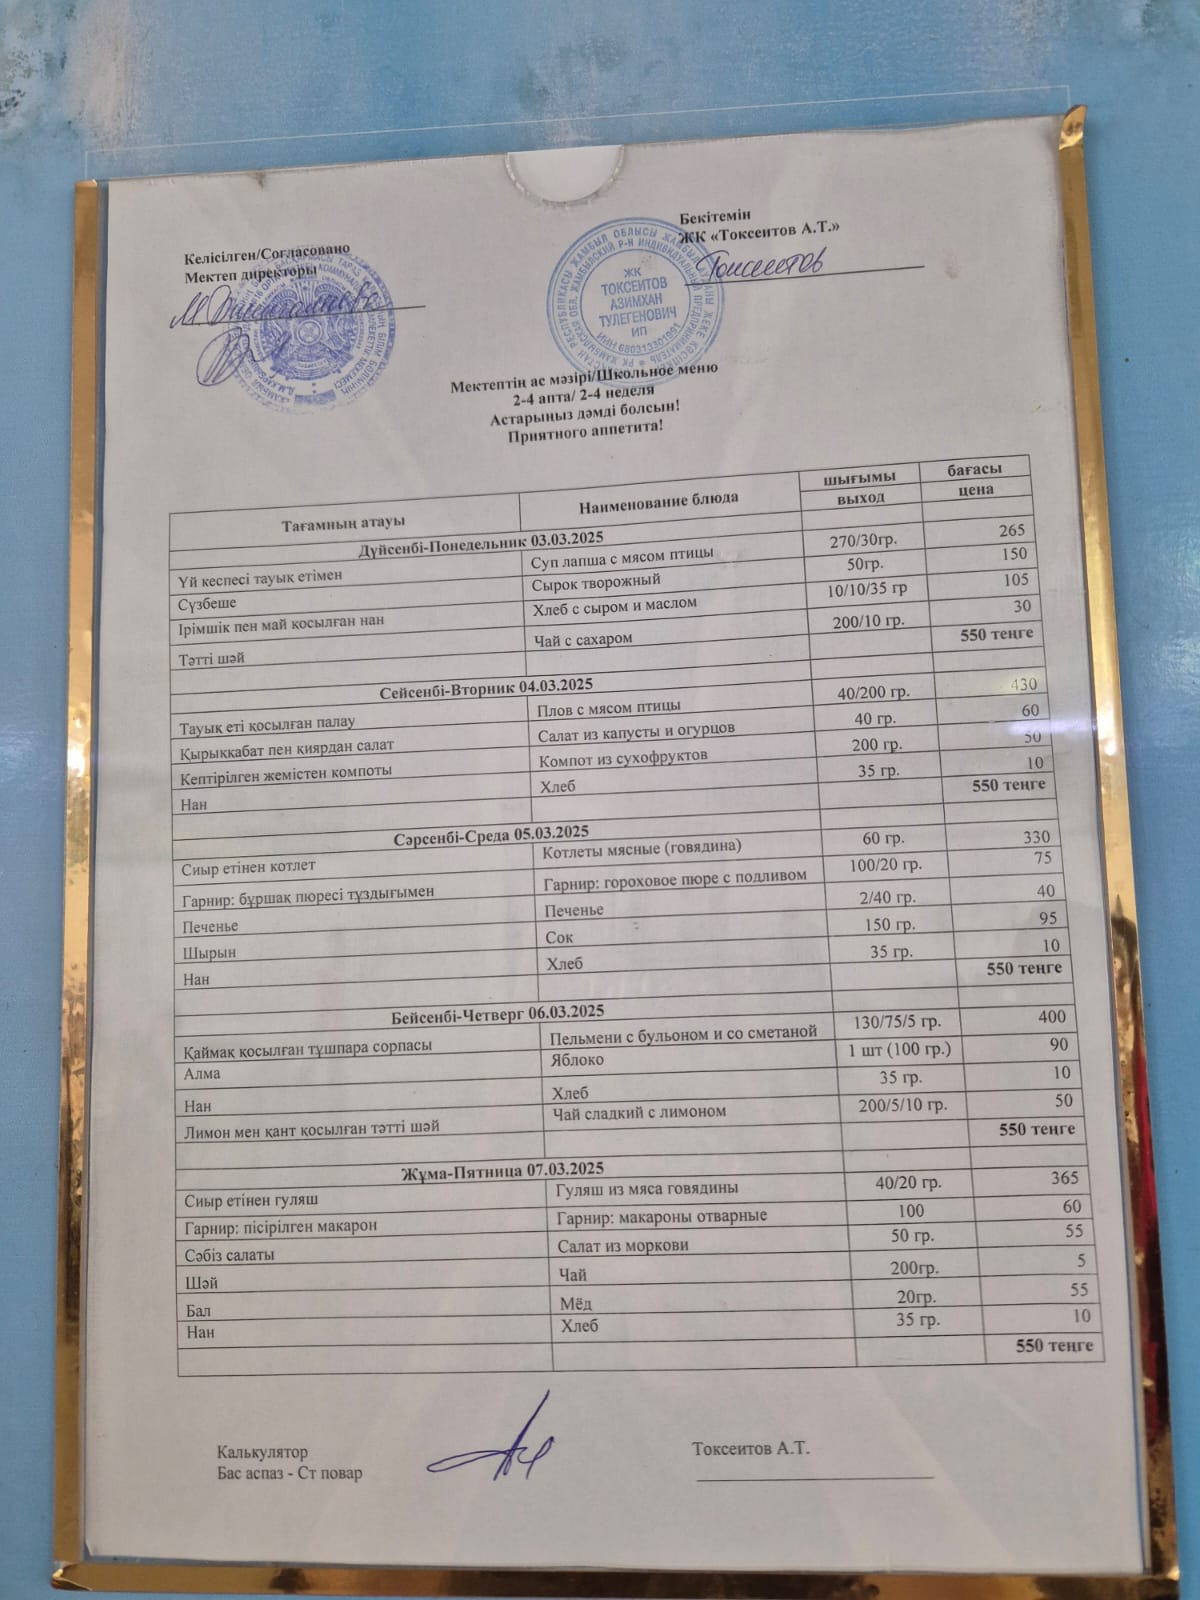 Келісілген/Согласовано
Мектеп директоры
Бекітемін
ЖК «Токсеитов А.Т.»
Токсеитов
ЖК
ТОКСЕИТОВ
АЗИМХАН
ТУЛЕГЕНОВИЧ
ИП
ИИН 680313301991
Мектептің ас мәзірі/Школьное меню
2-4 апта/ 2-4 неделя
Астарыңыз дәмді болсын!
Приятного аппетита!
Тағамның атауы Наименование блюда шығымы выход бағасы цена
Дүйсенбі-Понедельник 03.03.2025
Үй кеспесі тауық етімен Суп лапша с мясом птицы 270/30гр. 265
Сүзбеше Сырок творожный 50гр. 150
Ірімшік пен май қосылған нан Хлеб с сыром и маслом 10/10/35 гр 105
Тәтті шәй Чай с сахаром 200/10 гр. 30
550 теңге
Сейсенбі-Вторник 04.03.2025
Тауық еті қосылған палау Плов с мясом птицы 40/200 гр. 430
Қырыққабат пен қиярдан салат Салат из капусты и огурцов 40 гр. 60
Кептірілген жемістен компоты Компот из сухофруктов 200 гр. 50
Нан Хлеб 35 гр. 10
550 теңге
Сәрсенбі-Среда 05.03.2025
Сиыр етінен котлет Котлеты мясные (говядина) 60 гр. 330
Гарнир: бұршақ пюресі тұздығымен Гарнир: гороховое пюре с подливом 100/20 гр. 75
Печенье Печенье 2/40 гр. 40
Шырын Сок 150 гр. 95
Нан Хлеб 35 гр. 10
550 теңге
Бейсенбі-Четверг 06.03.2025
Қаймақ қосылған тұшпара сорпасы Пельмени с бульоном и со сметаной 130/75/5 гр. 400
Алма Яблоко 1 шт (100 гр.) 90
Нан Хлеб 35 гр. 10
Лимон мен қант қосылған тәтті шәй Чай сладкий с лимоном 200/5/10 гр. 50
550 теңге
Жұма-Пятница 07.03.2025
Сиыр етінен гуляш Гуляш из мяса говядины 40/20 гр. 365
Гарнир: пісірілген макарон Гарнир: макароны отварные 100 60
Сәбіз салаты Салат из моркови 50 гр. 55
Шәй Чай 200гр. 5
Бал Мёд 20гр. 55
Нан Хлеб 35 гр. 10
550 теңге
Калькулятор Токсеитов А.Т.
Бас аспаз - Ст повар